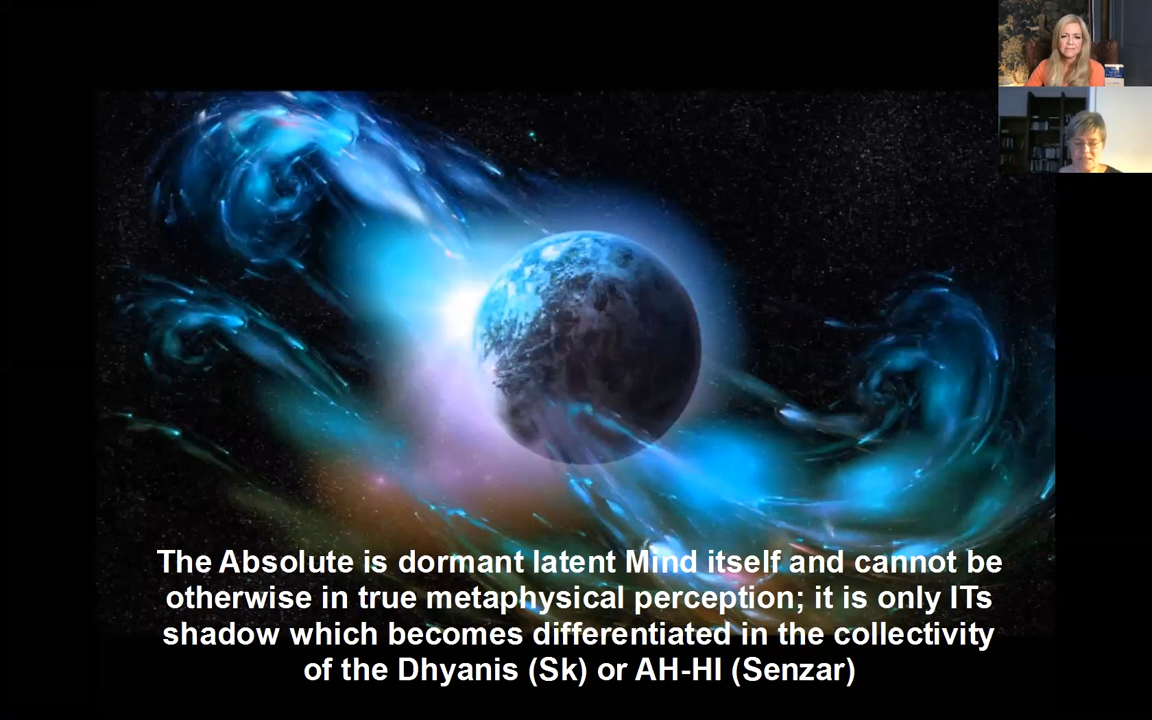 The Absolute is dormant latent Mind itself and cannot be
otherwise in true metaphysical perception; it is only ITs
shadow which becomes differentiated in the collectivity
of the Dhyanis (Sk) or AH-HI (Senzar)